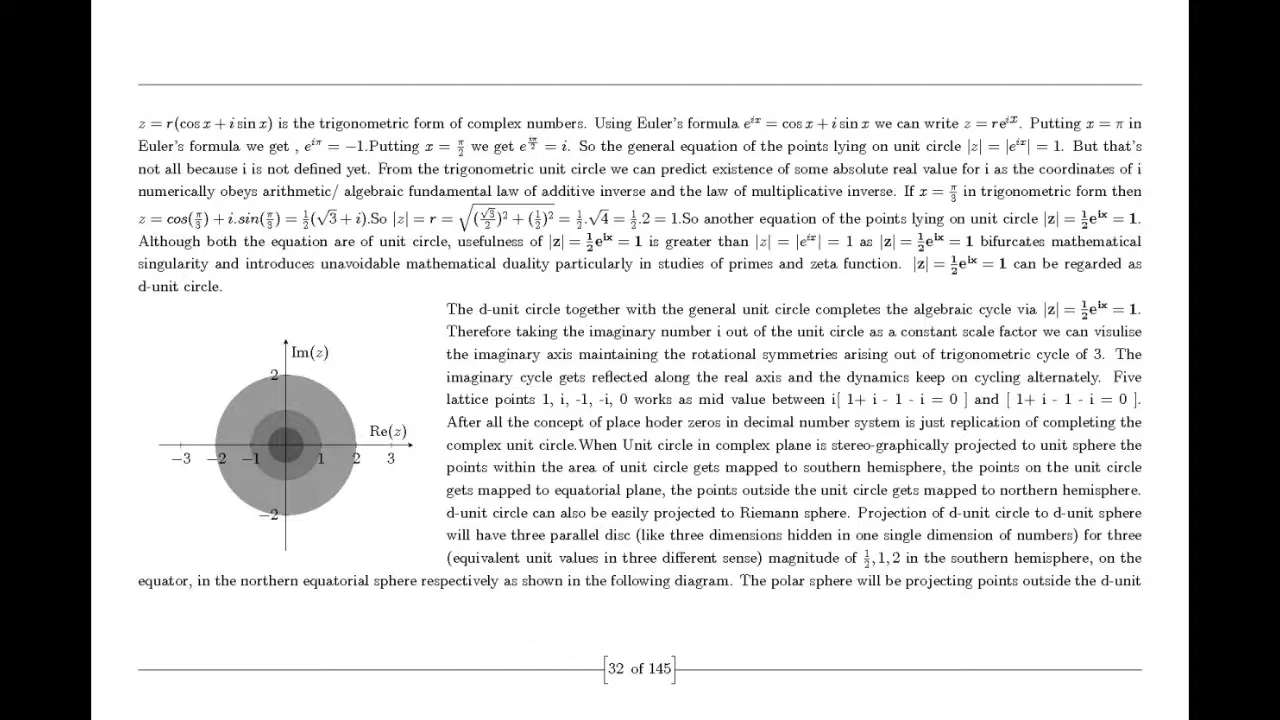 z = r(cos x + i sin x) is the trigonometric form of complex numbers. Using Euler's formula e^{ix} = cos x + i sin x we can write z = re^{ix}. Putting x = π in
Euler's formula we get , e^{iπ} = −1.Putting x = π/2 we get e^{iπ/2} = i. So the general equation of the points lying on unit circle |z| = |e^{ix}| = 1. But that's
not all because i is not defined yet. From the trigonometric unit circle we can predict existence of some absolute real value for i as the coordinates of i
numerically obeys arithmetic/ algebraic fundamental law of additive inverse and the law of multiplicative inverse. If x = π/3 in trigonometric form then
z = cos(π/3) + i.sin(π/3) = 1/2(√3 + i).So |z| = r = √((√3/2)² + (1/2)²) = 1/2.√4 = 1/2.2 = 1.So another equation of the points lying on unit circle |z| = 1/2 e^{ix} = 1.
Although both the equation are of unit circle, usefulness of |z| = 1/2 e^{ix} = 1 is greater than |z| = |e^{ix}| = 1 as |z| = 1/2 e^{ix} = 1 bifurcates mathematical
singularity and introduces unavoidable mathematical duality particularly in studies of primes and zeta function. |z| = 1/2 e^{ix} = 1 can be regarded as
d-unit circle.
The d-unit circle together with the general unit circle completes the algebraic cycle via |z| = 1/2 e^{ix} = 1.
Therefore taking the imaginary number i out of the unit circle as a constant scale factor we can visulise
the imaginary axis maintaining the rotational symmetries arising out of trigonometric cycle of 3. The
imaginary cycle gets reflected along the real axis and the dynamics keep on cycling alternately. Five
lattice points 1, i, -1, -i, 0 works as mid value between i[ 1+ i - 1 - i = 0 ] and [ 1+ i - 1 - i = 0 ].
After all the concept of place hoder zeros in decimal number system is just replication of completing the
complex unit circle.When Unit circle in complex plane is stereo-graphically projected to unit sphere the
points within the area of unit circle gets mapped to southern hemisphere, the points on the unit circle
gets mapped to equatorial plane, the points outside the unit circle gets mapped to northern hemisphere.
d-unit circle can also be easily projected to Riemann sphere. Projection of d-unit circle to d-unit sphere
will have three parallel disc (like three dimensions hidden in one single dimension of numbers) for three
(equivalent unit values in three different sense) magnitude of 1/2, 1, 2 in the southern hemisphere, on the
equator, in the northern equatorial sphere respectively as shown in the following diagram. The polar sphere will be projecting points outside the d-unit
Im(z)
2
Re(z)
−3 −2 −1 1 2 3
−2
32 of 145